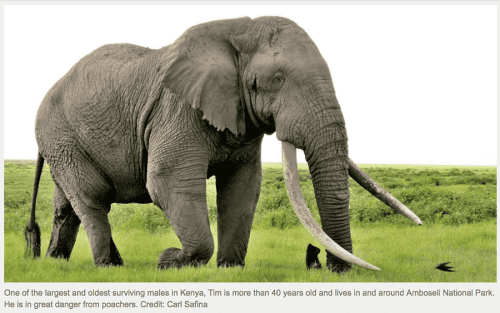 One of the largest and oldest surviving males in Kenya, Tim is more than 40 years old and lives in and around Amboseli National Park.
He is in great danger from poachers. Credit: Carl Safina